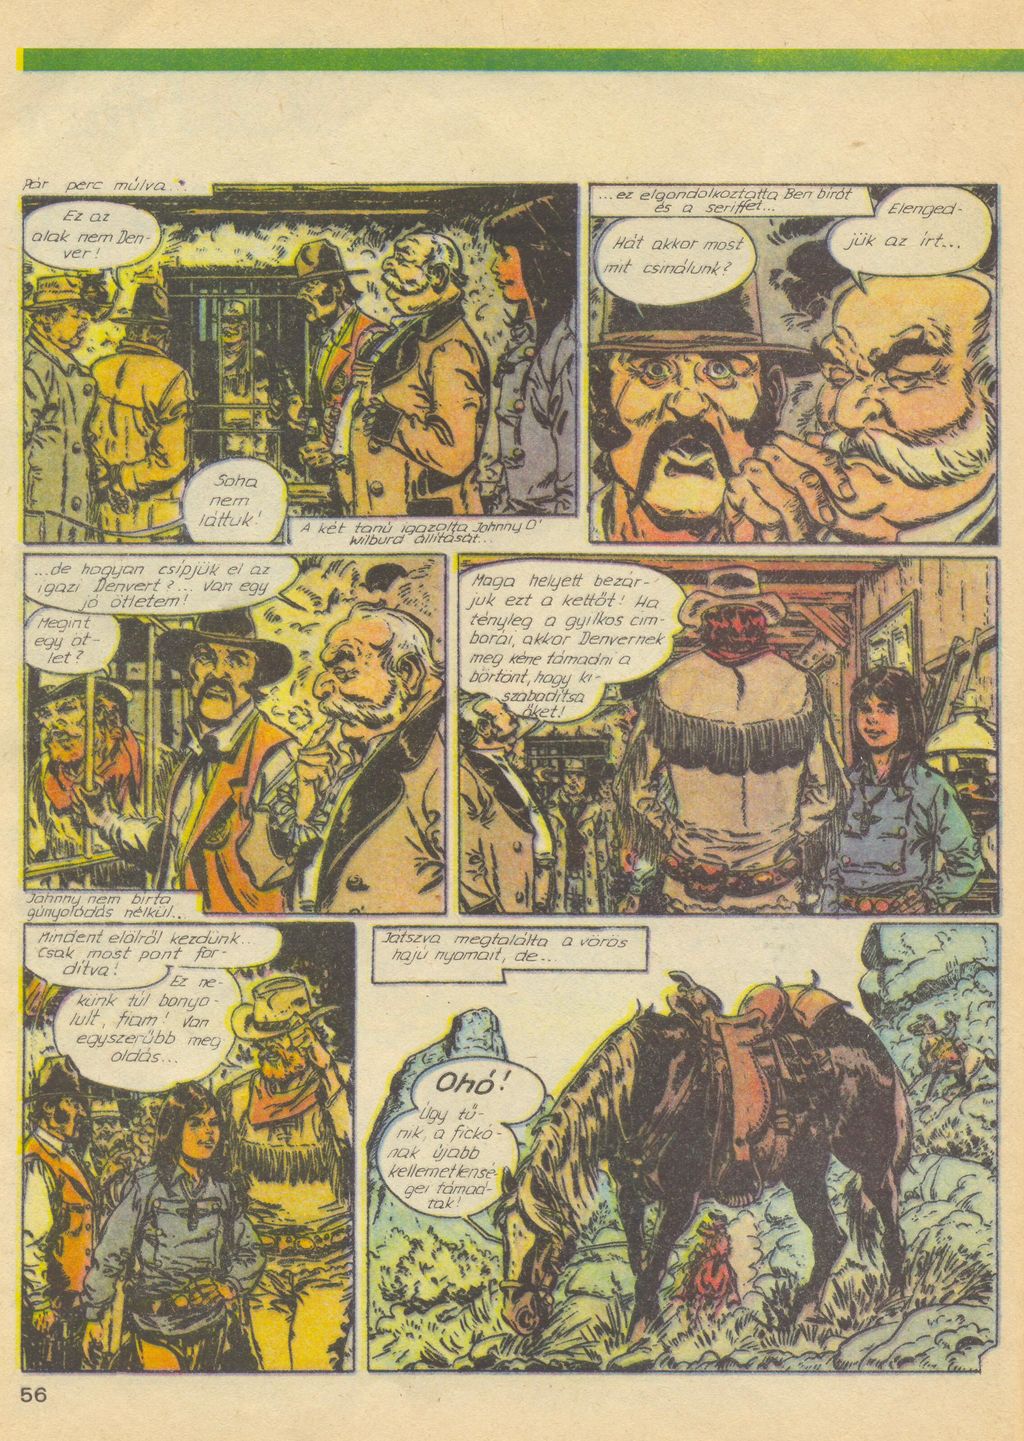 Pár perc múlva...
Ez az
alak nem Den-
ver!
Soha
nem
láttuk!
A két tanú igazolta Johnny O'
Wilburd állítását...
...ez elgondolkoztatta Ben bírót
és a seriffet...
Hát akkor most
mit csinálunk?
Elenged-
jük az írt...
...de hogyan csípjük el az
igazi Denvert?... Van egy
jó ötletem!
Megint
egy öt-
let?
Maga helyett bezár-
juk ezt a kettőt! Ha
tényleg a gyilkos cim-
borái, akkor Denvernek
meg kéne támadni a
börtönt, hogy ki-
szabadítsa
őket!
Johnny nem bírta
gúnyolódás nélkül..
Mindent elölről kezdünk...
Csak most pont for-
dítva!
Ez ne-
künk túl bonyo-
lult, fiam! Van
egyszerűbb meg
oldás...
Játszva megtalálta a vörös
hajú nyomait, de...
Ohó!
Úgy tű-
nik, a fickó-
nak újabb
kellemetlensé-
gei támad-
tak!
56